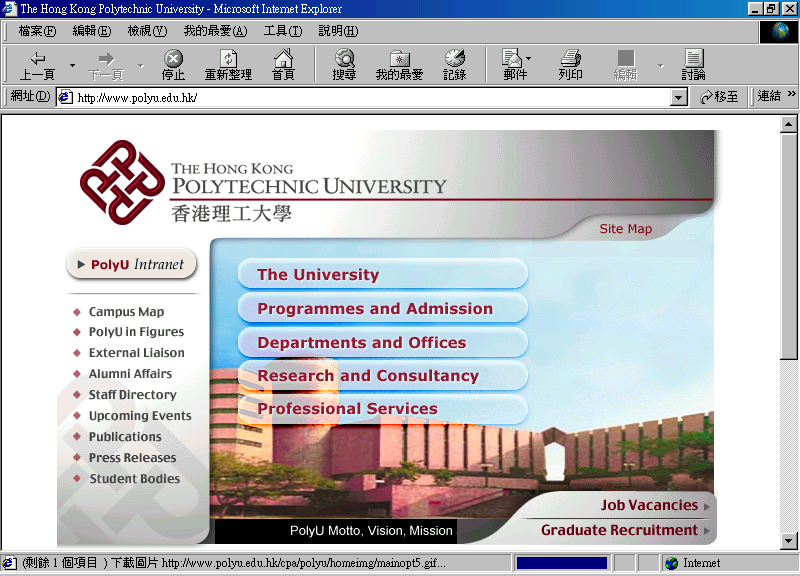 The Hong Kong Polytechnic University - Microsoft Internet Explorer
檔案(F) 編輯(E) 檢視(V) 我的最愛(A) 工具(T) 說明(H)
上一頁 下一頁 停止 重新整理 首頁 搜尋 我的最愛 記錄 郵件 列印 編輯 討論
網址(D) http://www.polyu.edu.hk/ 移至 連結 »
THE HONG KONG
POLYTECHNIC UNIVERSITY
香港理工大學
Site Map
PolyU Intranet
The University
Programmes and Admission
Departments and Offices
Research and Consultancy
Professional Services
Campus Map
PolyU in Figures
External Liaison
Alumni Affairs
Staff Directory
Upcoming Events
Publications
Press Releases
Student Bodies
Job Vacancies
Graduate Recruitment
PolyU Motto, Vision, Mission
(剩餘 1 個項目 ) 下載圖片 http://www.polyu.edu.hk/cpa/polyu/homeimg/mainopt5.gif... Internet